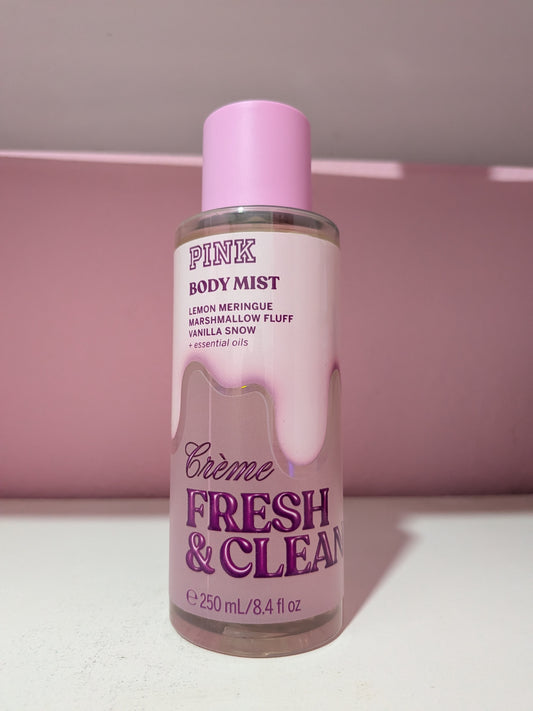 PINK
BODY MIST
LEMON MERINGUE
MARSHMALLOW FLUFF
VANILLA SNOW
+ essential oils
Crème
FRESH
& CLEAN
℮ 250 mL/8.4 fl oz